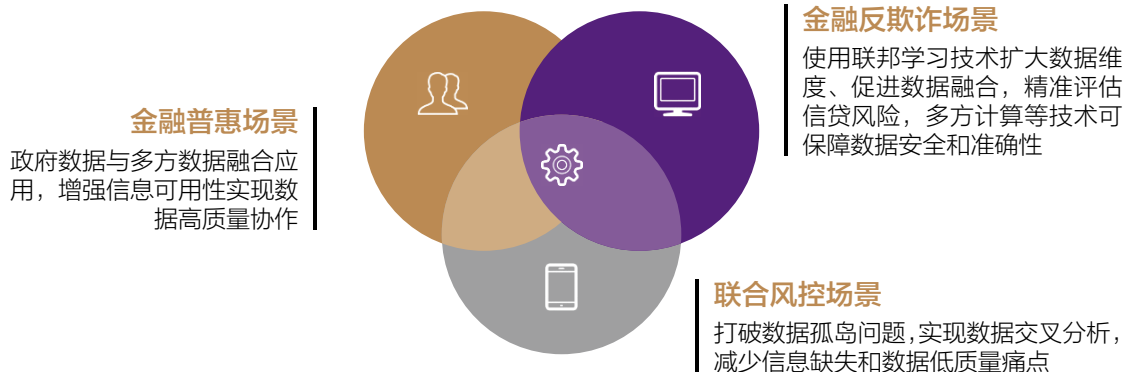 金融普惠场景
政府数据与多方数据融合应
用，增强信息可用性实现数
据高质量协作
金融反欺诈场景
使用联邦学习技术扩大数据维
度、促进数据融合，精准评估
信贷风险，多方计算等技术可
保障数据安全和准确性
联合风控场景
打破数据孤岛问题，实现数据交叉分析，
减少信息缺失和数据低质量痛点